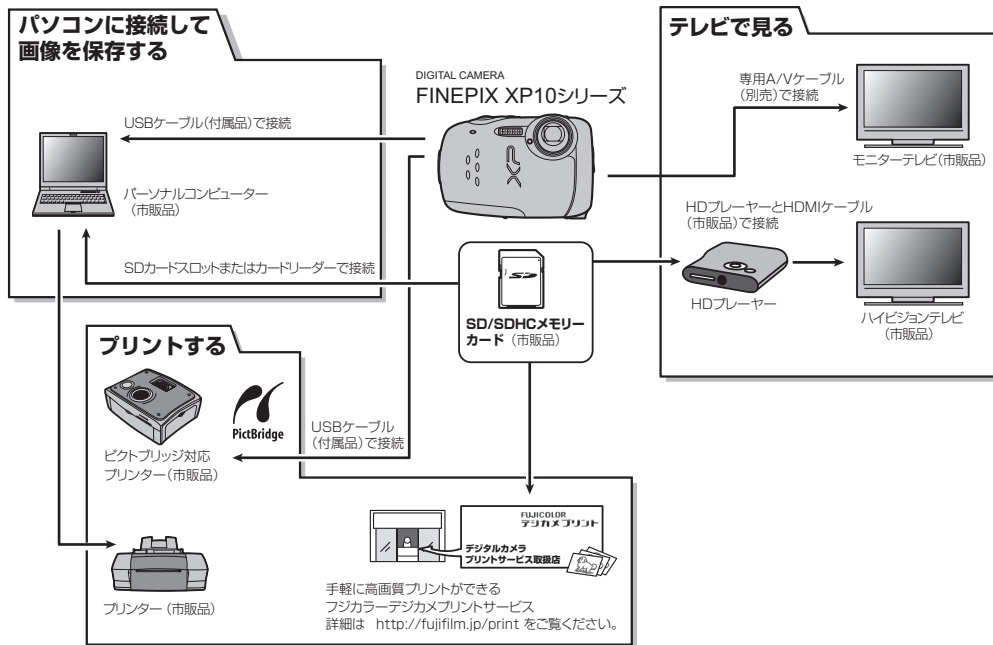 パソコンに接続して
画像を保存する
USBケーブル(付属品)で接続
パーソナルコンピューター
(市販品)
SDカードスロットまたはカードリーダーで接続
DIGITAL CAMERA
FINEPIX XP10シリーズ
XP
SD
SD/SDHCメモリー
カード(市販品)
テレビで見る
専用A/Vケーブル
(別売)で接続
モニターテレビ(市販品)
HDプレーヤーとHDMIケーブル
(市販品)で接続
HDプレーヤー
ハイビジョンテレビ
(市販品)
プリントする
PictBridge
ピクトブリッジ対応
プリンター(市販品)
USBケーブル
(付属品)で接続
プリンター(市販品)
FUJICOLOR
デジカメプリント
デジタルカメラ
プリントサービス取扱店
手軽に高画質プリントができる
フジカラーデジカメプリントサービス
詳細は http://fujifilm.jp/print をご覧ください。